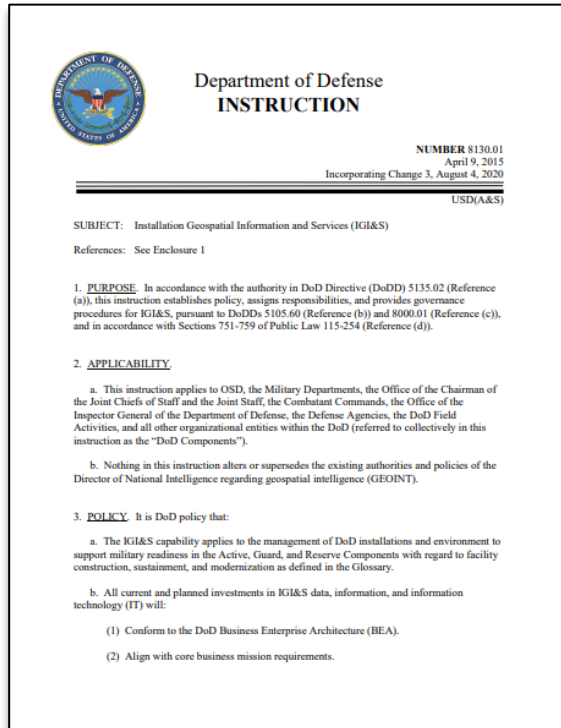 DEPARTMENT OF DEFENSE
UNITED STATES OF AMERICA
Department of Defense
INSTRUCTION
NUMBER 8130.01
April 9, 2015
Incorporating Change 3, August 4, 2020
USD(A&S)
SUBJECT: Installation Geospatial Information and Services (IGI&S)
References: See Enclosure 1
1. PURPOSE. In accordance with the authority in DoD Directive (DoDD) 5135.02 (Reference
(a)), this instruction establishes policy, assigns responsibilities, and provides governance
procedures for IGI&S, pursuant to DoDDs 5105.60 (Reference (b)) and 8000.01 (Reference (c)),
and in accordance with Sections 751-759 of Public Law 115-254 (Reference (d)).
2. APPLICABILITY.
a. This instruction applies to OSD, the Military Departments, the Office of the Chairman of
the Joint Chiefs of Staff and the Joint Staff, the Combatant Commands, the Office of the
Inspector General of the Department of Defense, the Defense Agencies, the DoD Field
Activities, and all other organizational entities within the DoD (referred to collectively in this
instruction as the “DoD Components”).
b. Nothing in this instruction alters or supersedes the existing authorities and policies of the
Director of National Intelligence regarding geospatial intelligence (GEOINT).
3. POLICY. It is DoD policy that:
a. The IGI&S capability applies to the management of DoD installations and environment to
support military readiness in the Active, Guard, and Reserve Components with regard to facility
construction, sustainment, and modernization as defined in the Glossary.
b. All current and planned investments in IGI&S data, information, and information
technology (IT) will:
(1) Conform to the DoD Business Enterprise Architecture (BEA).
(2) Align with core business mission requirements.